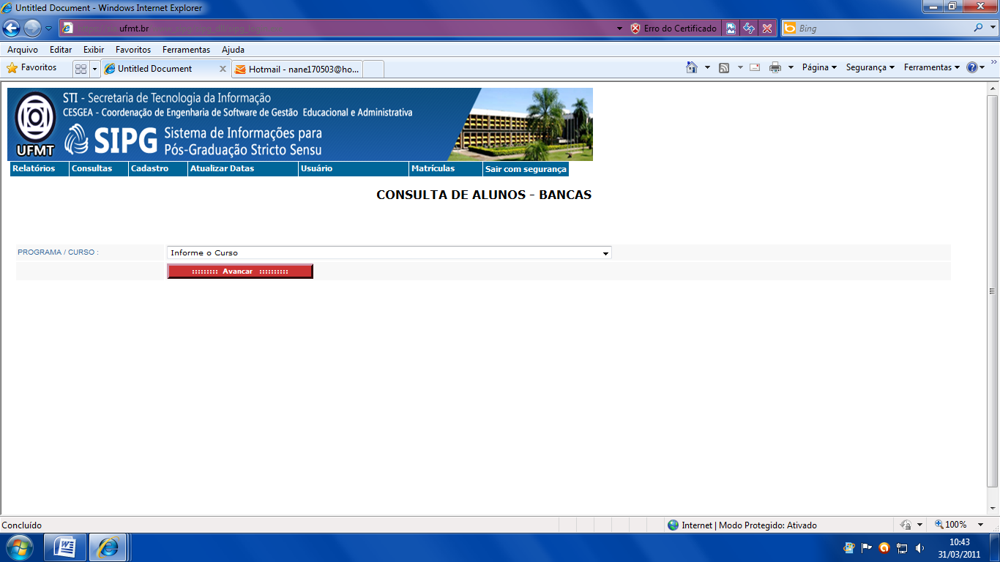 Untitled Document - Windows Internet Explorer
ufmt.br
Erro do Certificado
Bing
Arquivo Editar Exibir Favoritos Ferramentas Ajuda
Favoritos
Untitled Document
Hotmail - nane170503@ho...
Página Segurança Ferramentas
STI - Secretaria de Tecnologia da Informação
CESGEA - Coordenação de Engenharia de Software de Gestão Educacional e Administrativa
UFMT
SIPG
Sistema de Informações para
Pós-Graduação Stricto Sensu
Relatórios Consultas Cadastro Atualizar Datas Usuário Matrículas Sair com segurança
CONSULTA DE ALUNOS - BANCAS
PROGRAMA / CURSO :
Informe o Curso
::::::::: Avancar ::::::::::
Concluído
Internet | Modo Protegido: Ativado
100%
10:43
31/03/2011